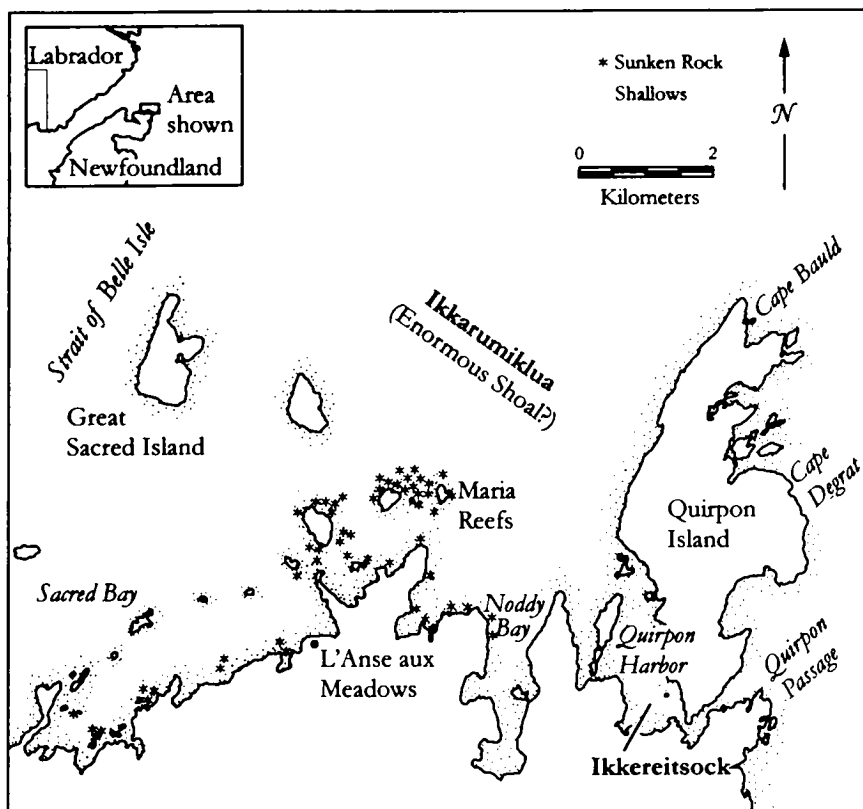 Labrador
Area
shown
Newfoundland
* Sunken Rock
Shallows
N
0 2
Kilometers
Strait of Belle Isle
Great
Sacred Island
Ikkarumiklua
(Enormous Shoal?)
Cape Bauld
Cape
Degrat
Maria
Reefs
Quirpon
Island
Sacred Bay
Noddy
Bay
L'Anse aux
Meadows
Quirpon
Harbor
Quirpon
Passage
Ikkereitsock